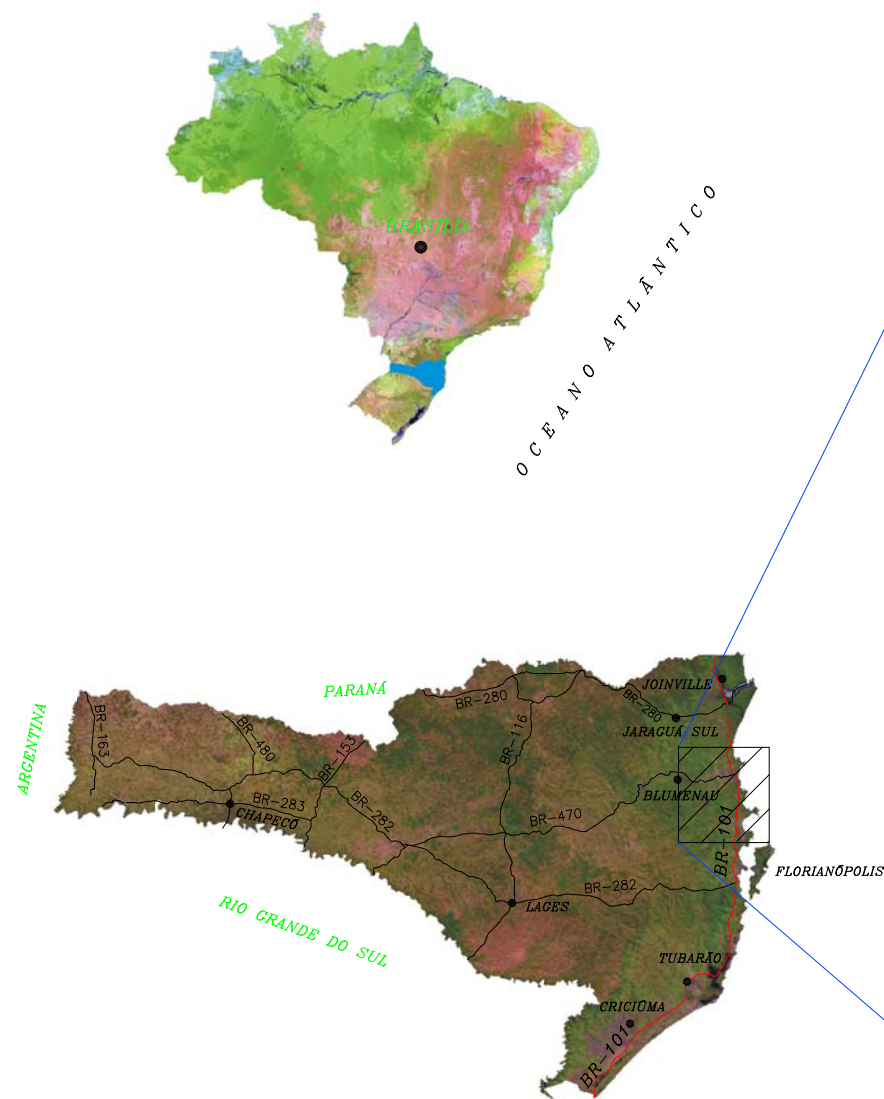 BRASÍLIA
OCEANO ATLÂNTICO
PARANÁ
ARGENTINA
RIO GRANDE DO SUL
JOINVILLE
BR-280
BR-280
JARAGUÁ SUL
BR-163
BR-480
BR-153
BR-116
BLUMENAU
BR-283
CHAPECÓ
BR-282
BR-470
BR-101
FLORIANÓPOLIS
BR-282
LAGES
TUBARÃO
CRICIÚMA
BR-101